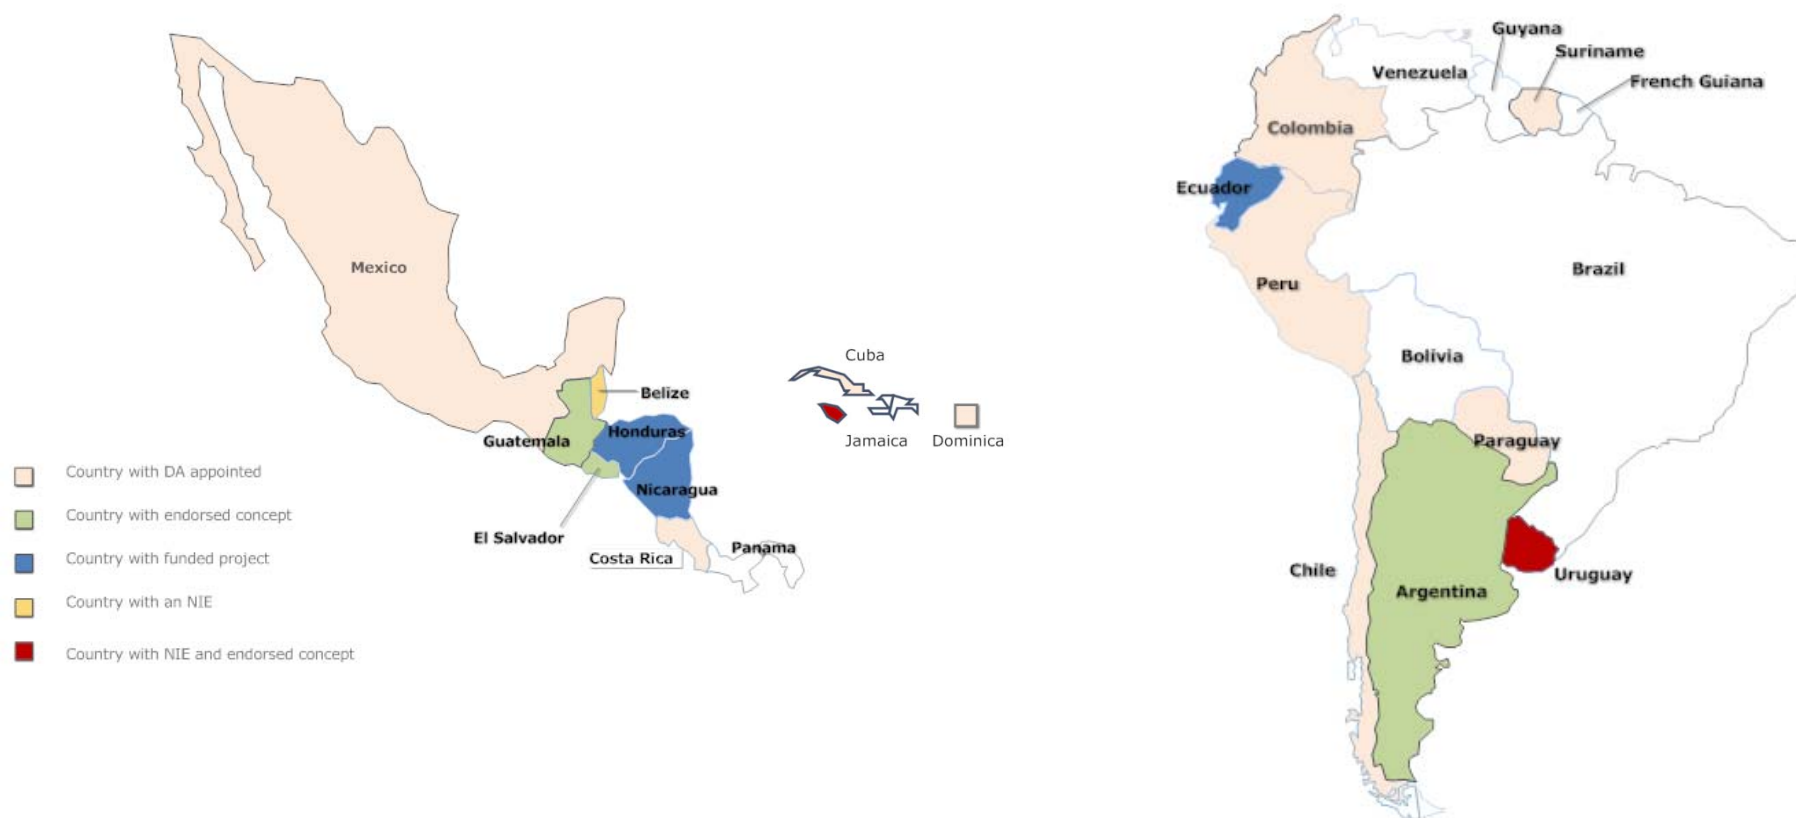 Guyana
Suriname
Venezuela
French Guiana
Colombia
Ecuador
Mexico
Brazil
Peru
Cuba
Bolivia
Belize
Honduras
Guatemala
Jamaica
Dominica
Paraguay
Country with DA appointed
Nicaragua
Country with endorsed concept
El Salvador
Panama
Costa Rica
Country with funded project
Chile
Uruguay
Argentina
Country with an NIE
Country with NIE and endorsed concept